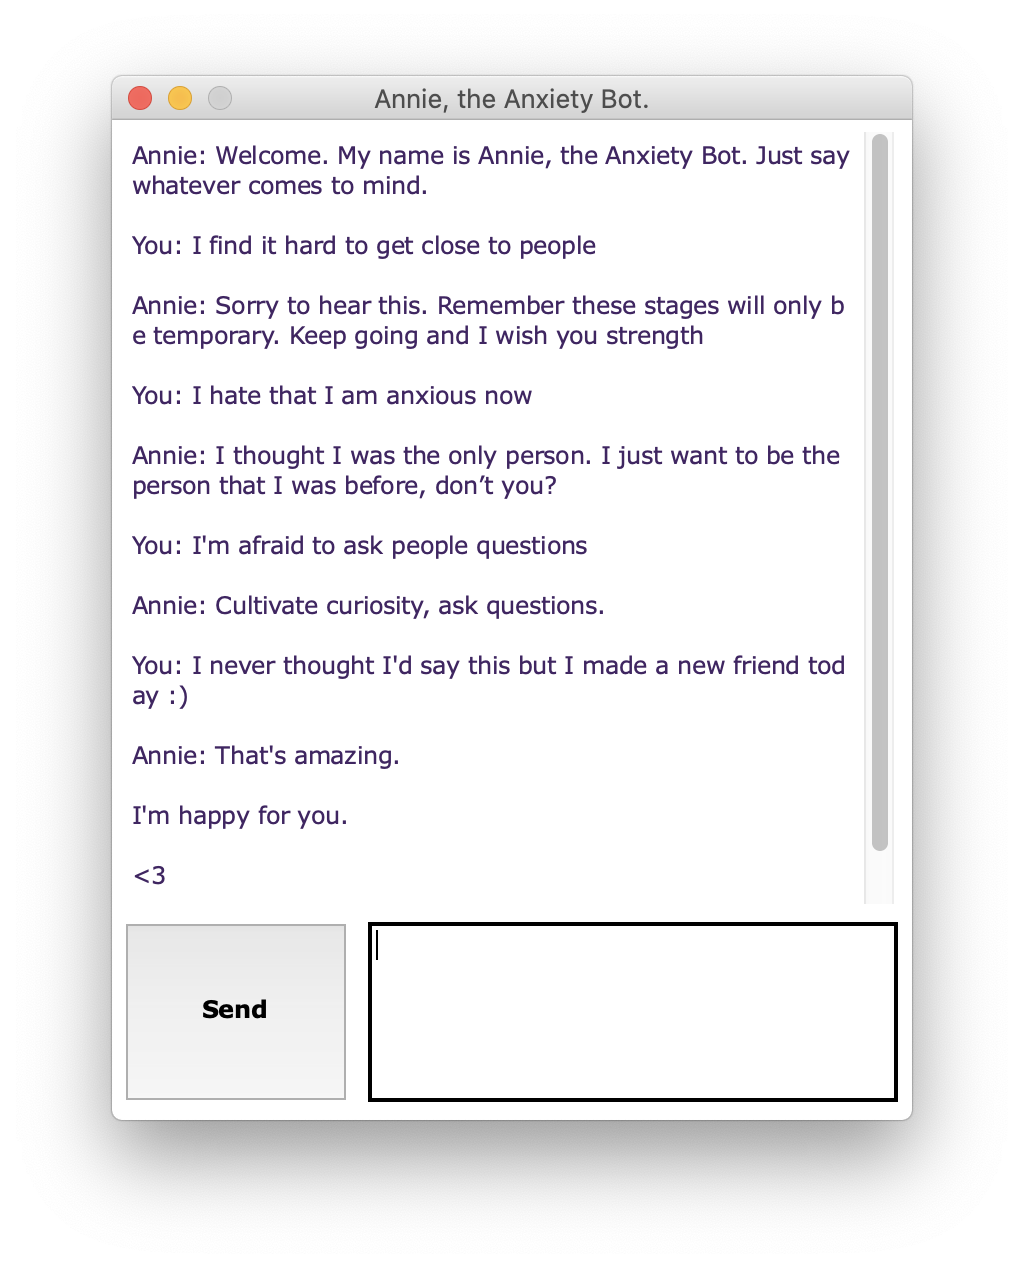 Annie, the Anxiety Bot.
Annie: Welcome. My name is Annie, the Anxiety Bot. Just say
whatever comes to mind.
You: I find it hard to get close to people
Annie: Sorry to hear this. Remember these stages will only b
e temporary. Keep going and I wish you strength
You: I hate that I am anxious now
Annie: I thought I was the only person. I just want to be the
person that I was before, don’t you?
You: I'm afraid to ask people questions
Annie: Cultivate curiosity, ask questions.
You: I never thought I'd say this but I made a new friend tod
ay :)
Annie: That's amazing.
I'm happy for you.
<3
Send